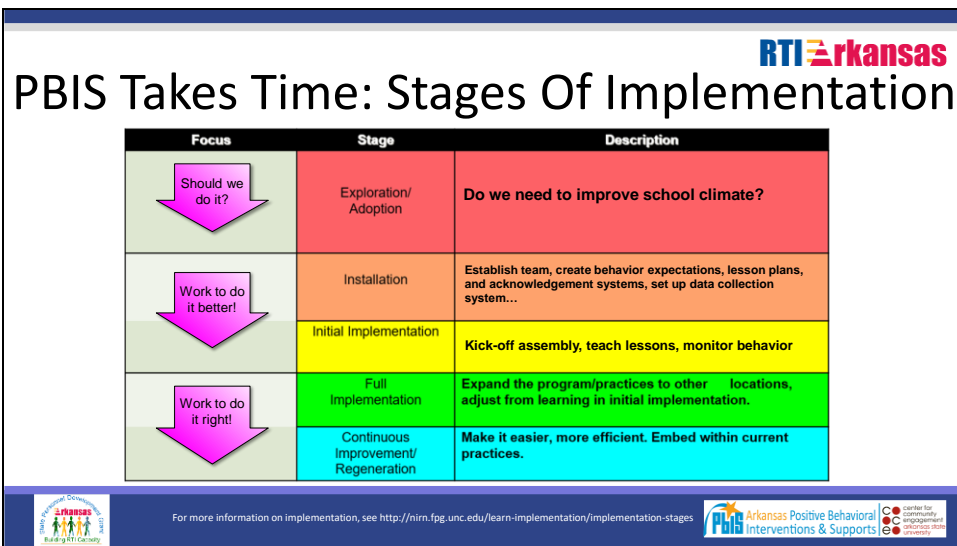 RTI Arkansas
PBIS Takes Time: Stages Of Implementation
Focus Stage Description
Should we
do it?
Exploration/
Adoption
Do we need to improve school climate?
Work to do
it better!
Installation
Establish team, create behavior expectations, lesson plans,
and acknowledgement systems, set up data collection
system…
Initial Implementation
Kick-off assembly, teach lessons, monitor behavior
Work to do
it right!
Full
Implementation
Expand the program/practices to other locations,
adjust from learning in initial implementation.
Continuous
Improvement/
Regeneration
Make it easier, more efficient. Embed within current
practices.
State Personnel Development Grant
Arkansas
Building RTI Capacity
For more information on implementation, see http://nirn.fpg.unc.edu/learn-implementation/implementation-stages
PBIS
Arkansas Positive Behavioral
Interventions & Supports
center for
community
engagement
arkansas state
university